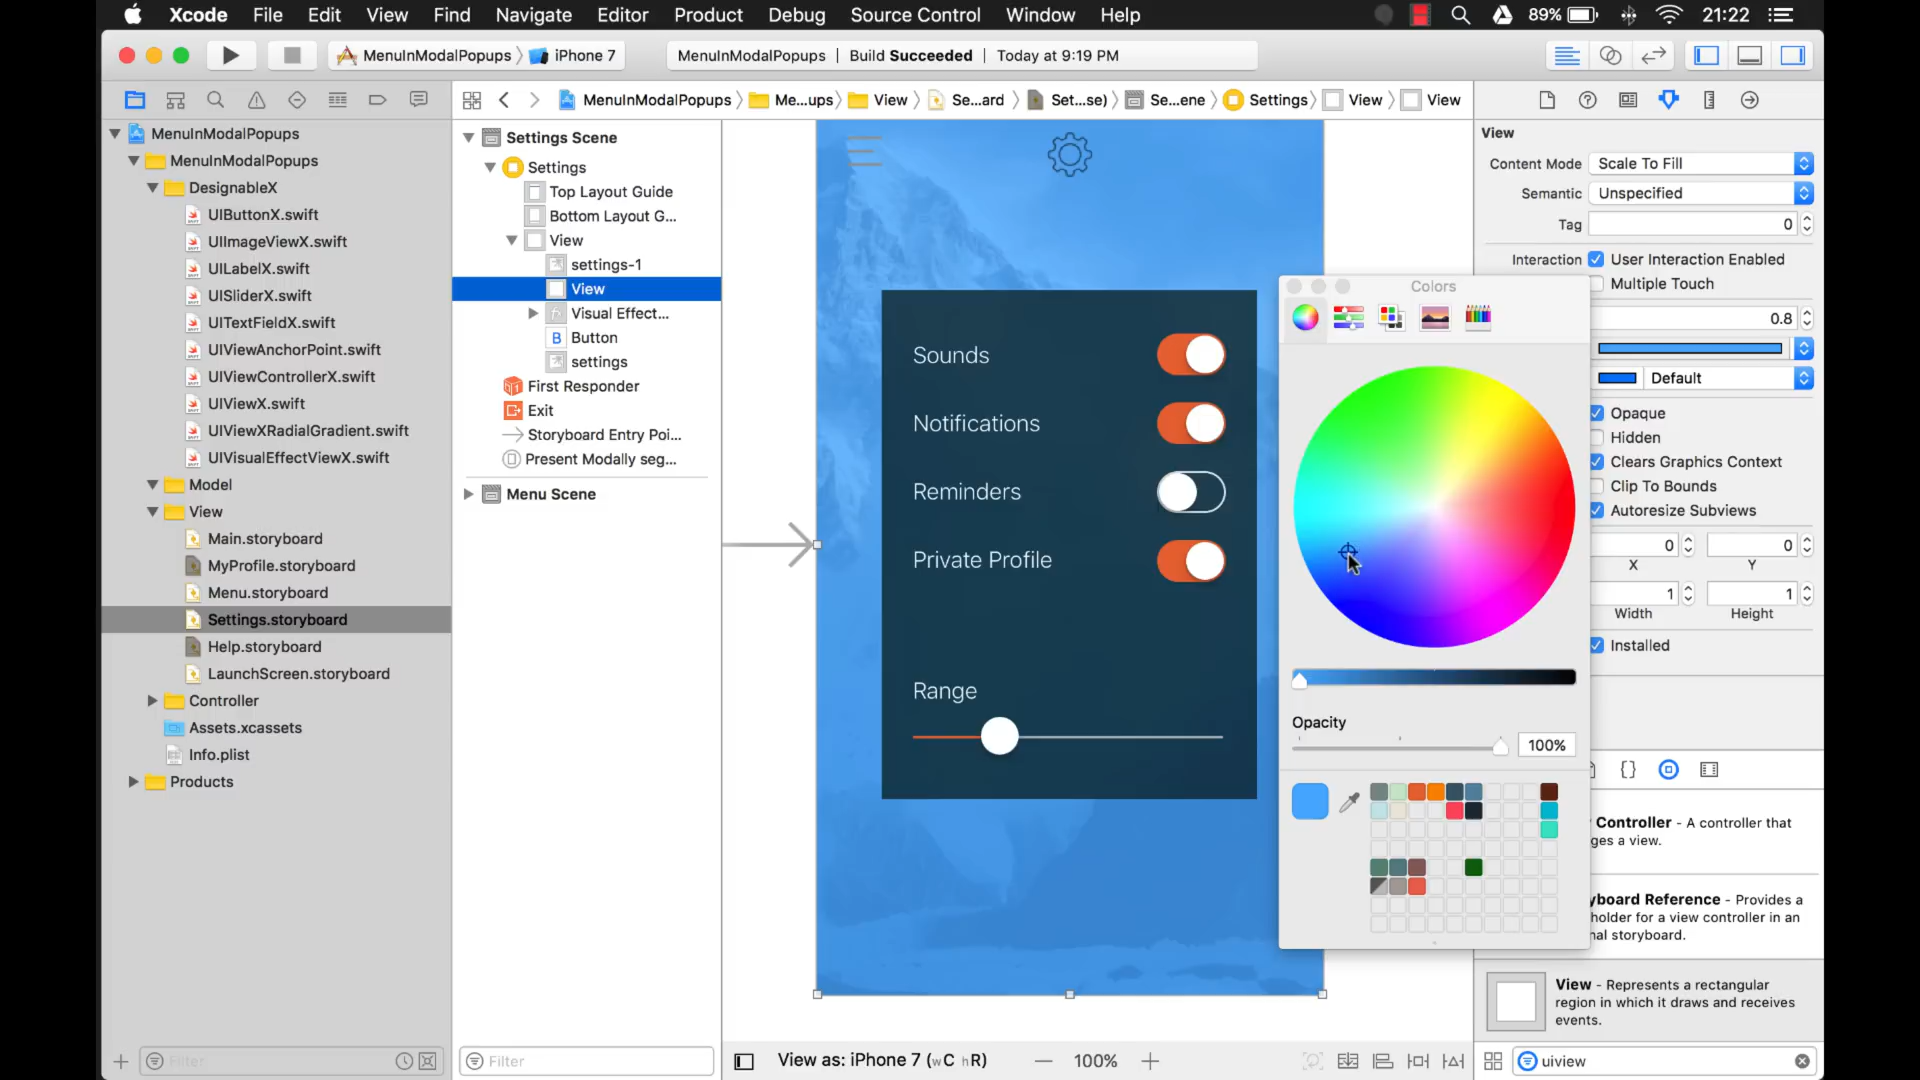 Xcode File Edit View Find Navigate Editor Product Debug Source Control Window Help 89% 21:22
MenuInModalPopups iPhone 7 MenuInModalPopups | Build Succeeded | Today at 9:19 PM
MenuInModalPopups Me...ups View Se...ard Set...se) Se...ene Settings View View
MenuInModalPopups
MenuInModalPopups
DesignableX
UIButtonX.swift
UIImageViewX.swift
UILabelX.swift
UISliderX.swift
UITextFieldX.swift
UIViewAnchorPoint.swift
UIViewControllerX.swift
UIViewX.swift
UIViewXRadialGradient.swift
UIVisualEffectViewX.swift
Model
View
Main.storyboard
MyProfile.storyboard
Menu.storyboard
Settings.storyboard
Help.storyboard
LaunchScreen.storyboard
Controller
Assets.xcassets
Info.plist
Products
Filter
Settings Scene
Settings
Top Layout Guide
Bottom Layout G...
View
settings-1
View
Visual Effect...
B Button
settings
First Responder
Exit
Storyboard Entry Poi...
Present Modally seg...
Menu Scene
Filter
Sounds
Notifications
Reminders
Private Profile
Range
View as: iPhone 7 (wC hR) — 100% +
Colors
Opacity
100%
View
Content Mode Scale To Fill
Semantic Unspecified
Tag 0
Interaction User Interaction Enabled
Multiple Touch
0.8
Default
Opaque
Hidden
Clears Graphics Context
Clip To Bounds
Autoresize Subviews
0 0
X Y
1 1
Width Height
Installed
{}
Controller - A controller that
ges a view.
yboard Reference - Provides a
holder for a view controller in an
nal storyboard.
View - Represents a rectangular
region in which it draws and receives
events.
uiview